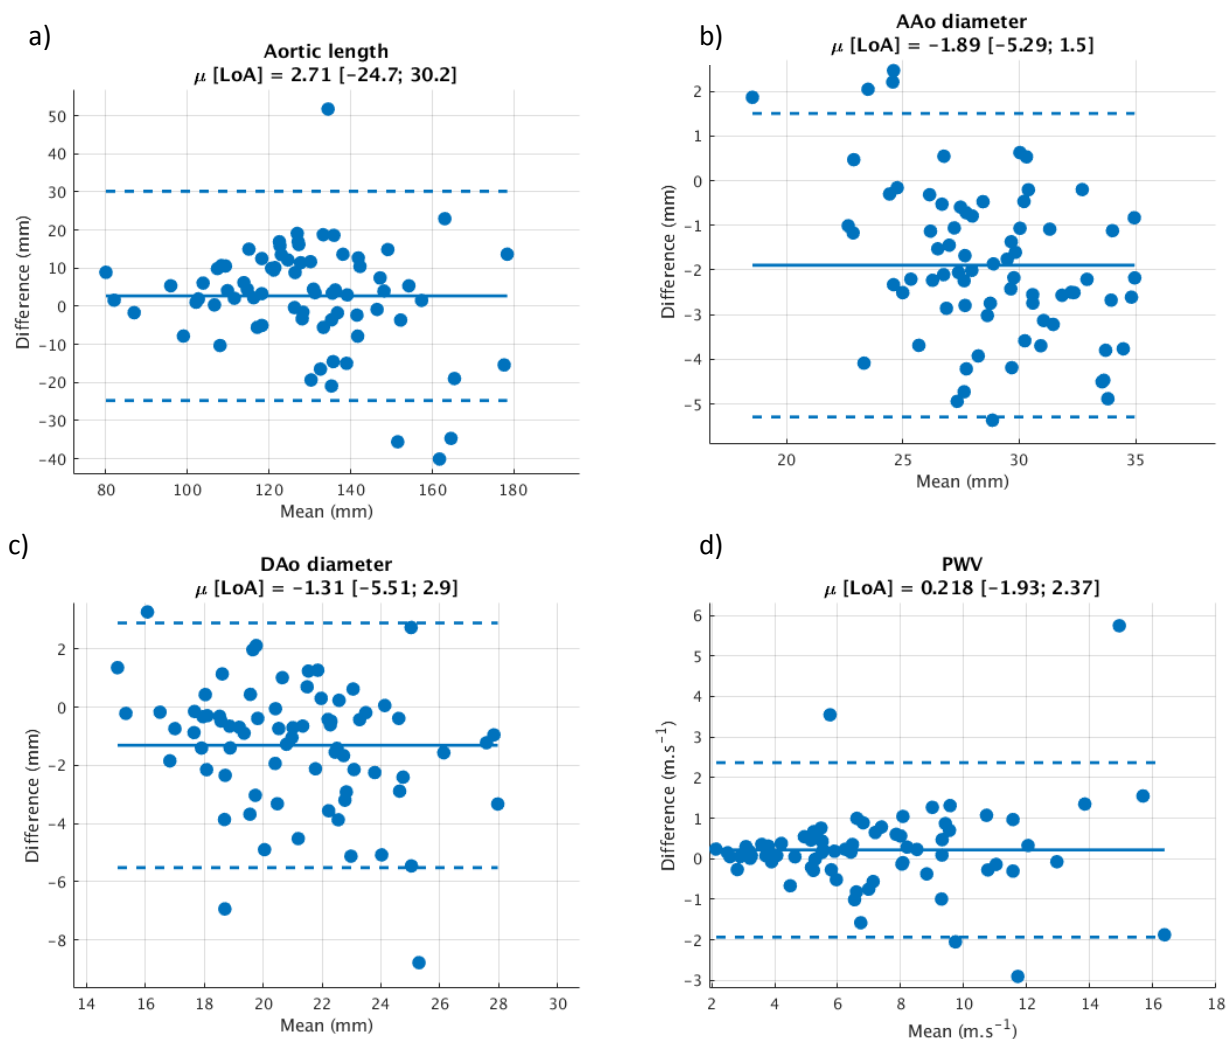 a)
Aortic length
μ [LoA] = 2.71 [−24.7; 30.2]
Difference (mm)
50
40
30
20
10
0
−10
−20
−30
−40
80 100 120 140 160 180
Mean (mm)
b)
AAo diameter
μ [LoA] = −1.89 [−5.29; 1.5]
Difference (mm)
2
1
0
−1
−2
−3
−4
−5
20 25 30 35
Mean (mm)
c)
DAo diameter
μ [LoA] = −1.31 [−5.51; 2.9]
Difference (mm)
2
0
−2
−4
−6
−8
14 16 18 20 22 24 26 28 30
Mean (mm)
d)
PWV
μ [LoA] = 0.218 [−1.93; 2.37]
Difference (m.s⁻¹)
6
5
4
3
2
1
0
−1
−2
−3
2 4 6 8 10 12 14 16 18
Mean (m.s⁻¹)